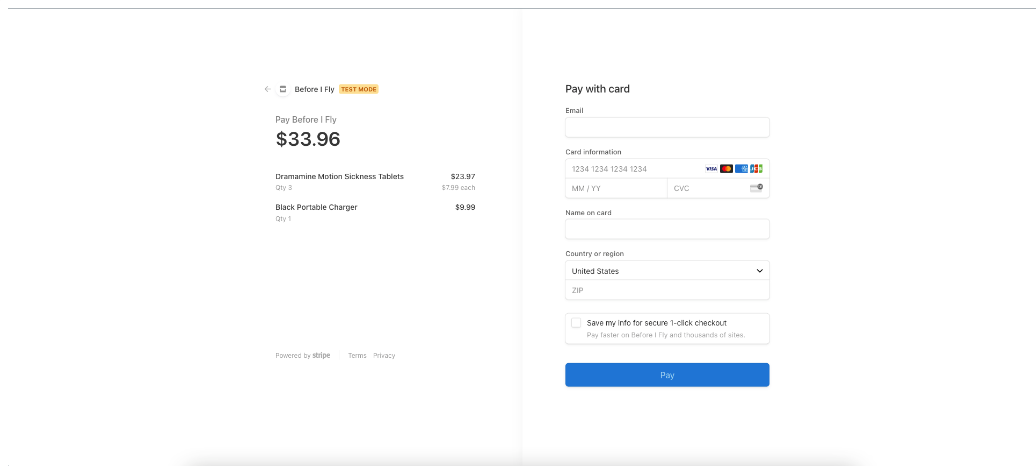 Before I Fly TEST MODE
Pay Before I Fly
$33.96
Dramamine Motion Sickness Tablets $23.97
Qty 3 $7.99 each
Black Portable Charger $9.99
Qty 1
Powered by stripe Terms Privacy
Pay with card
Email
Card information
1234 1234 1234 1234 VISA
MM / YY CVC
Name on card
Country or region
United States
ZIP
Save my info for secure 1-click checkout
Pay faster on Before I Fly and thousands of sites.
Pay